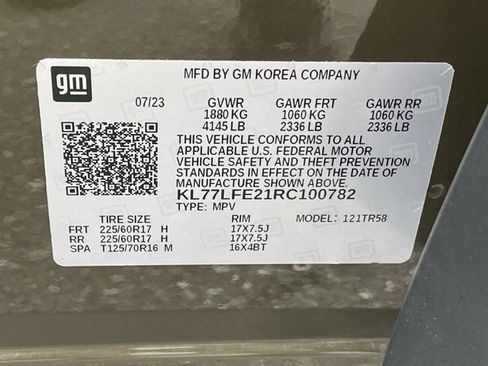 gm
MFD BY GM KOREA COMPANY
07/23 GVWR GAWR FRT GAWR RR
1880 KG 1060 KG 1060 KG
4145 LB 2336 LB 2336 LB
THIS VEHICLE CONFORMS TO ALL
APPLICABLE U.S. FEDERAL MOTOR
VEHICLE SAFETY AND THEFT PREVENTION
STANDARDS IN EFFECT ON THE DATE OF
MANUFACTURE SHOWN ABOVE.
KL77LFE21RC100782
TYPE: MPV
TIRE SIZE RIM MODEL: 121TR58
FRT 225/60R17 H 17X7.5J
RR 225/60R17 H 17X7.5J
SPA T125/70R16 M 16X4BT